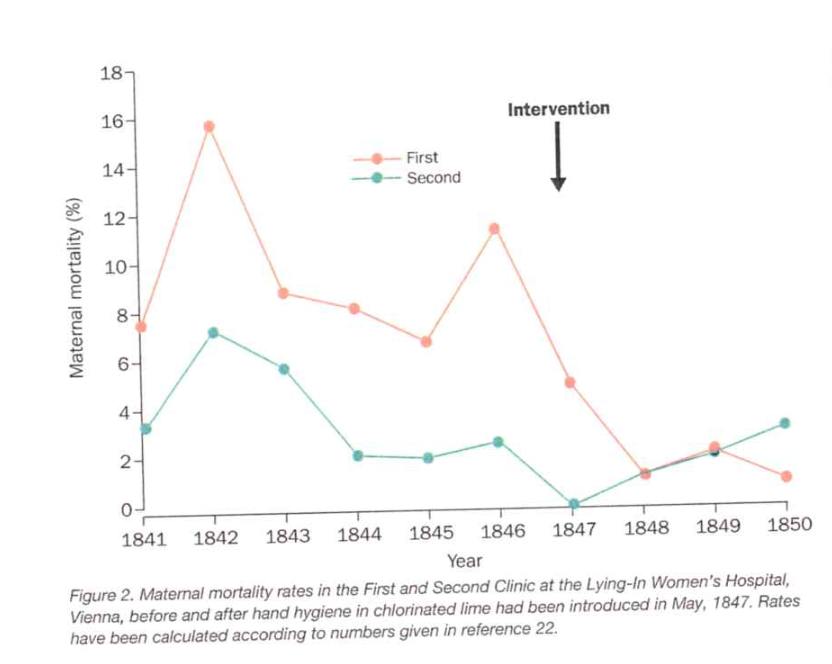 18
16
14
12
10
8
6
4
2
0
Maternal mortality (%)
Intervention
First
Second
1841 1842 1843 1844 1845 1846 1847 1848 1849 1850
Year
Figure 2. Maternal mortality rates in the First and Second Clinic at the Lying-In Women's Hospital,
Vienna, before and after hand hygiene in chlorinated lime had been introduced in May, 1847. Rates
have been calculated according to numbers given in reference 22.